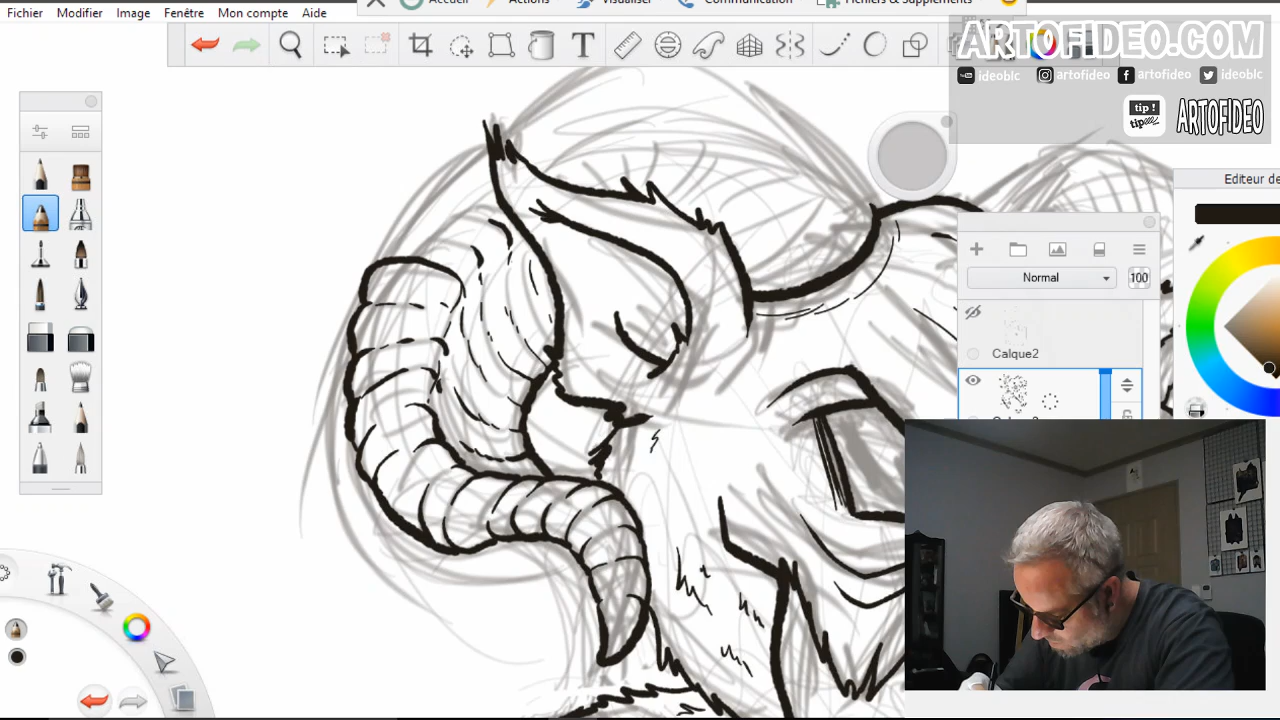 Accueil Actions Visualiser Communication Fichiers & Suppléments
Fichier Modifier Image Fenêtre Mon compte Aide
ARTOFIDEO.COM
ideoblc artofideo artofideo ideoblc
tip !
tip
ARTOFIDEO
Editeur de
Normal 100
Calque2